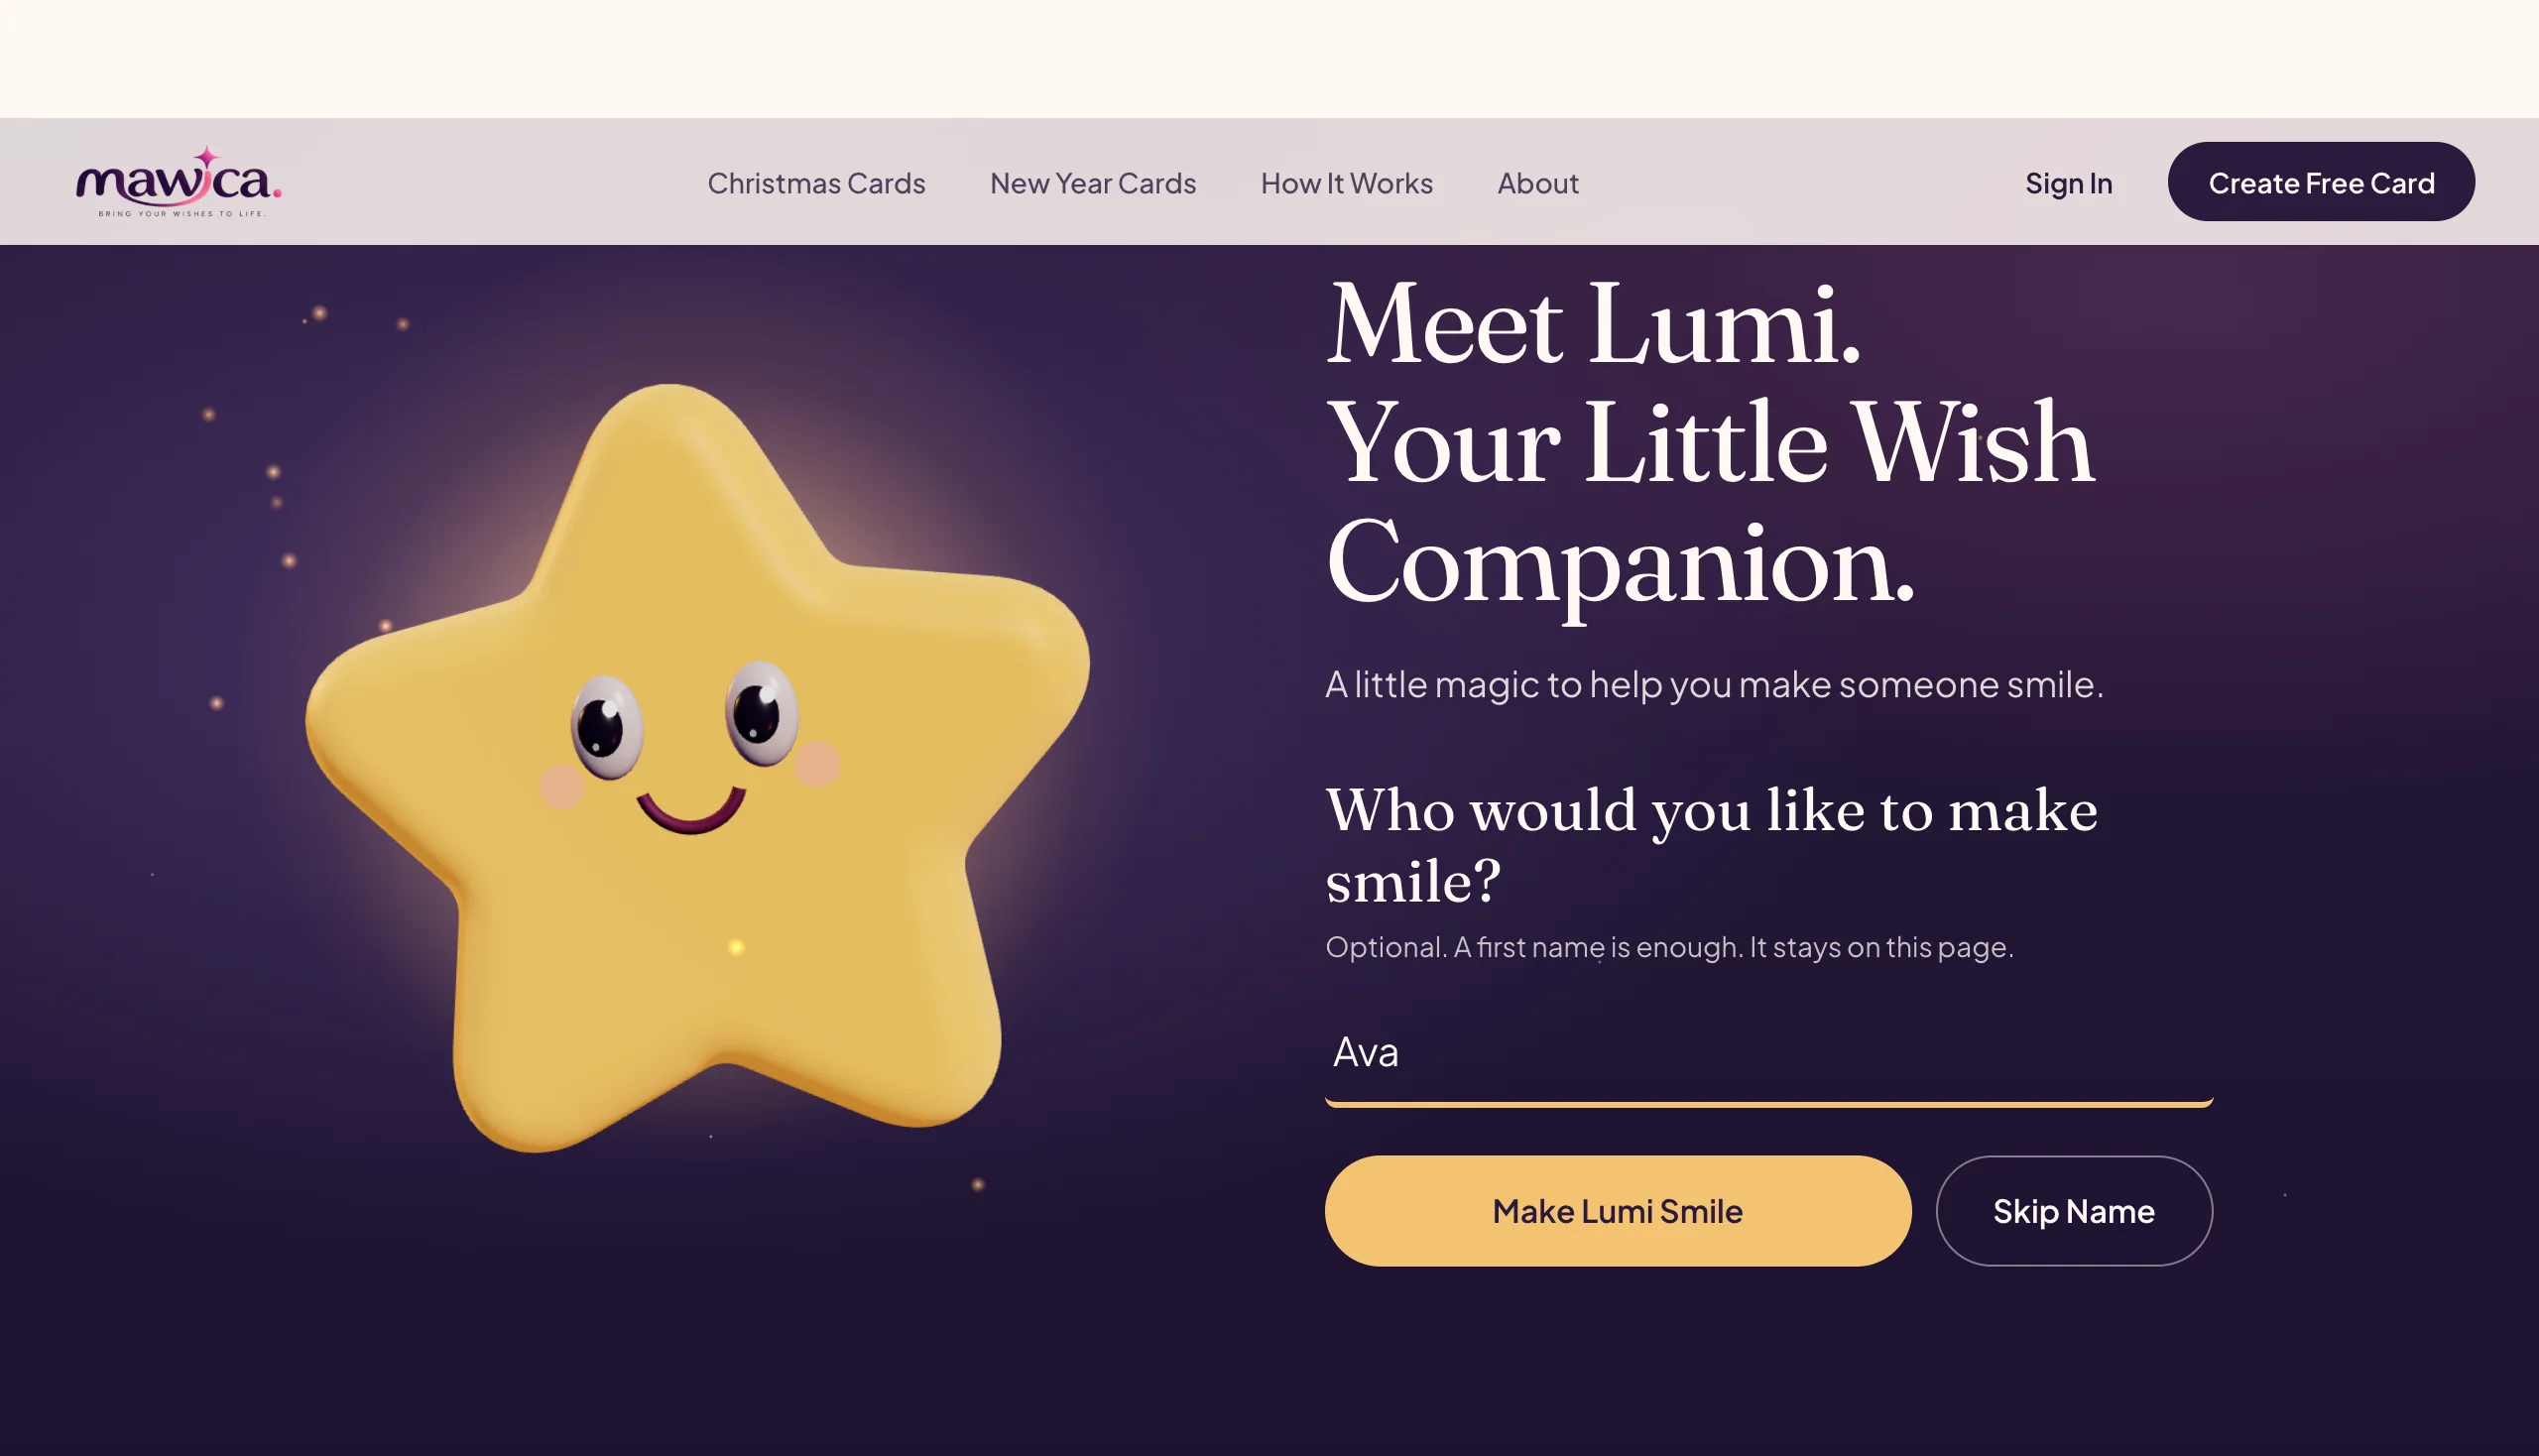 mawica.
BRING YOUR WISHES TO LIFE.
Christmas Cards
New Year Cards
How It Works
About
Sign In
Create Free Card
Meet Lumi.
Your Little Wish
Companion.
A little magic to help you make someone smile.
Who would you like to make
smile?
Optional. A first name is enough. It stays on this page.
Ava
Make Lumi Smile
Skip Name